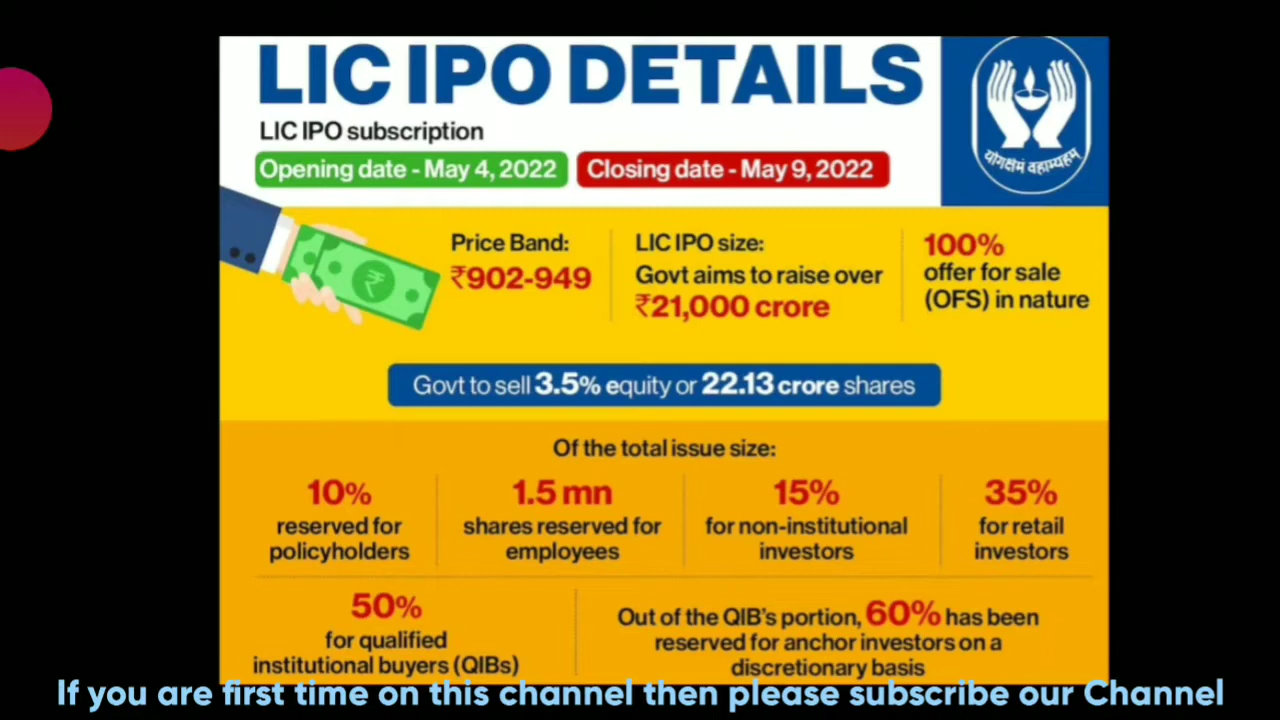 LIC IPO DETAILS
LIC IPO subscription
Opening date - May 4, 2022
Closing date - May 9, 2022
योगक्षेमं वहाम्यहम्
Price Band:
₹902-949
LIC IPO size:
Govt aims to raise over
₹21,000 crore
100%
offer for sale
(OFS) in nature
₹
Govt to sell 3.5% equity or 22.13 crore shares
Of the total issue size:
10%
reserved for
policyholders
1.5 mn
shares reserved for
employees
15%
for non-institutional
investors
35%
for retail
investors
50%
for qualified
institutional buyers (QIBs)
Out of the QIB's portion, 60% has been
reserved for anchor investors on a
discretionary basis
If you are first time on this channel then please subscribe our Channel